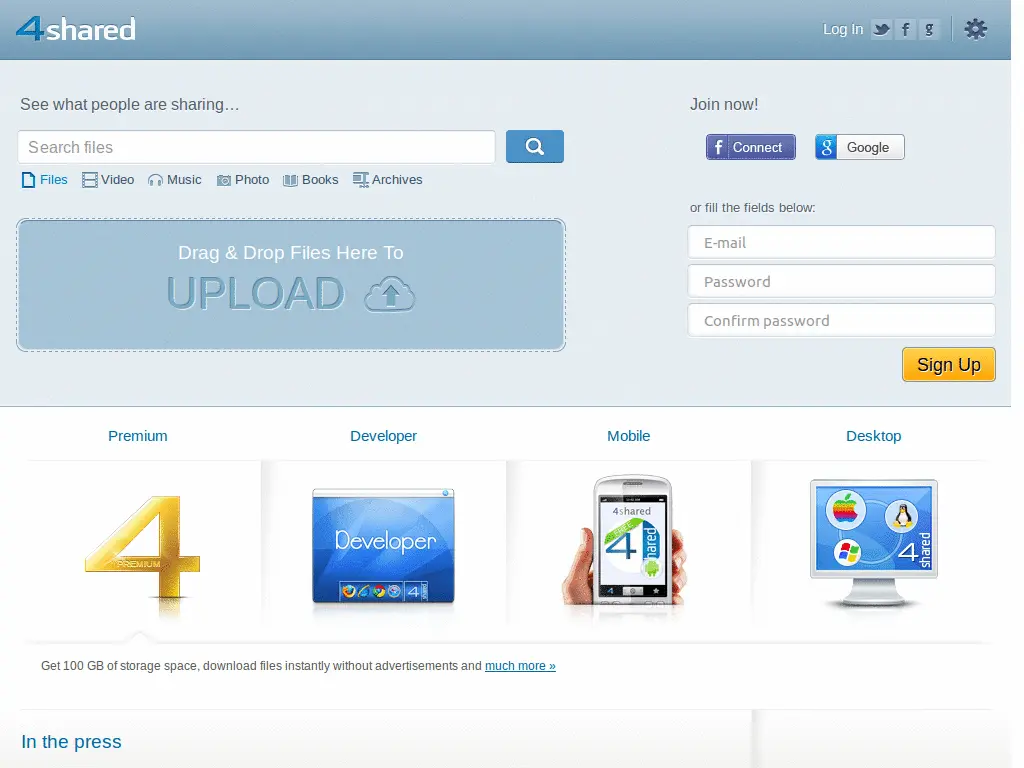 4shared
Log In
See what people are sharing…
Join now!
Search files
f Connect
g Google
Files Video Music Photo Books Archives
or fill the fields below:
E-mail
Password
Confirm password
Sign Up
Drag & Drop Files Here To
UPLOAD
Premium Developer Mobile Desktop
4
PREMIUM
Developer
4shared
4shared
4shared
Get 100 GB of storage space, download files instantly without advertisements and much more »
In the press